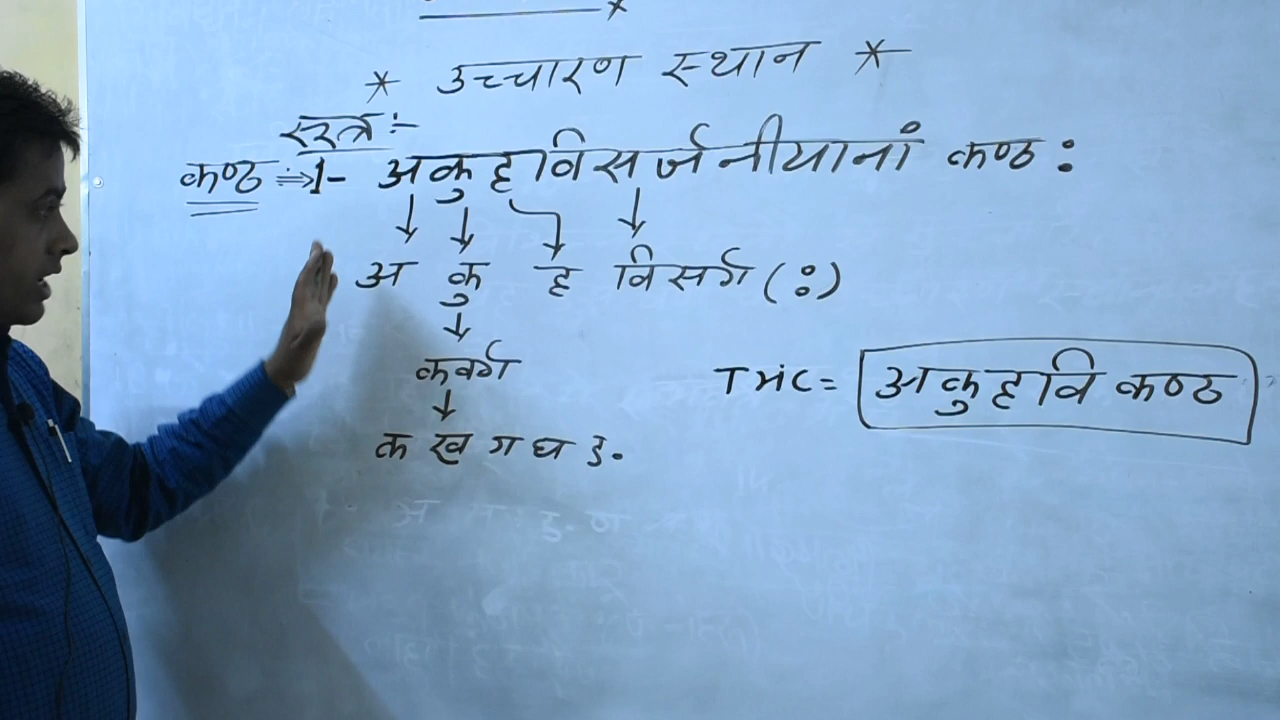 * उच्चारण स्थान *
सूत्र :-
कण्ठ ⇒ 1- अकुहविसर्जनीयानां कण्ठः
↓ ↓ ↓ ↓
अ कु ह विसर्ग (ः)
↓
कवर्ग
↓
क ख ग घ ङ
Tric = अकुहवि कण्ठ